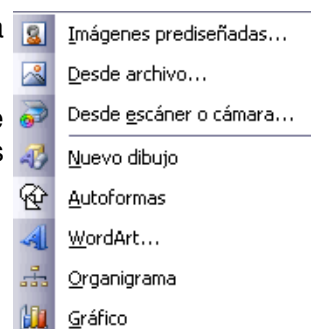 Imágenes prediseñadas...
Desde archivo...
Desde escáner o cámara...
Nuevo dibujo
Autoformas
WordArt...
Organigrama
Gráfico